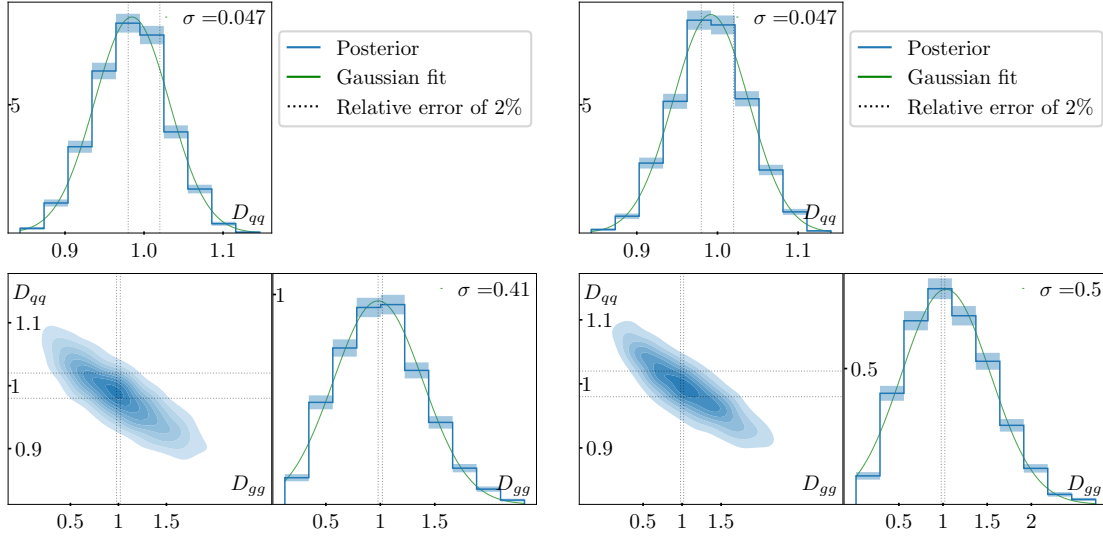 σ =0.047
5
D_qq
0.9 1.0 1.1
Posterior
Gaussian fit
Relative error of 2%
D_qq
1.1
1
0.9
D_gg
0.5 1 1.5
σ =0.41
1
D_gg
0.5 1 1.5
σ =0.047
5
D_qq
0.9 1.0 1.1
Posterior
Gaussian fit
Relative error of 2%
D_qq
1.1
1
0.9
D_gg
0.5 1 1.5
σ =0.5
0.5
D_gg
0.5 1 1.5 2